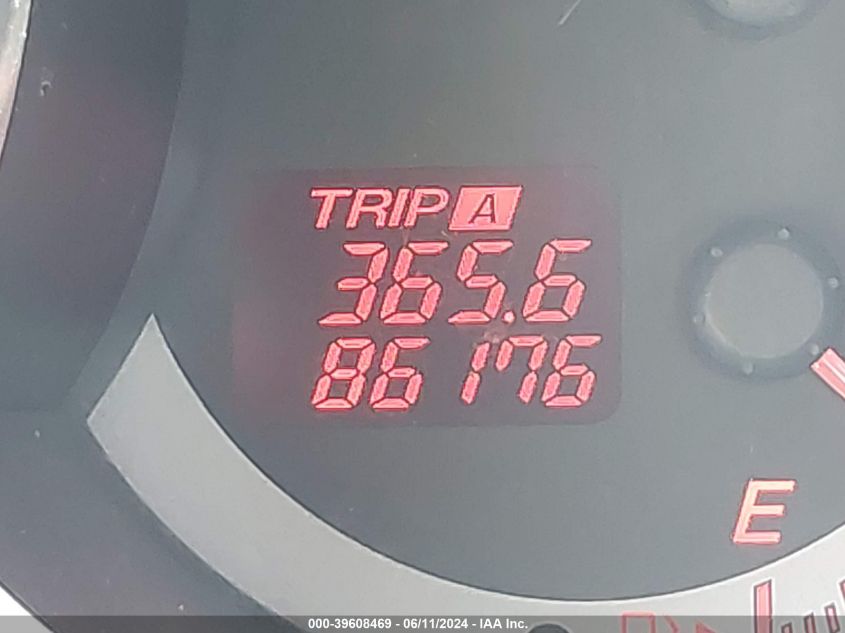 TRIP A
365.6
86176
E
000-39608469 - 06/11/2024 - IAA Inc.